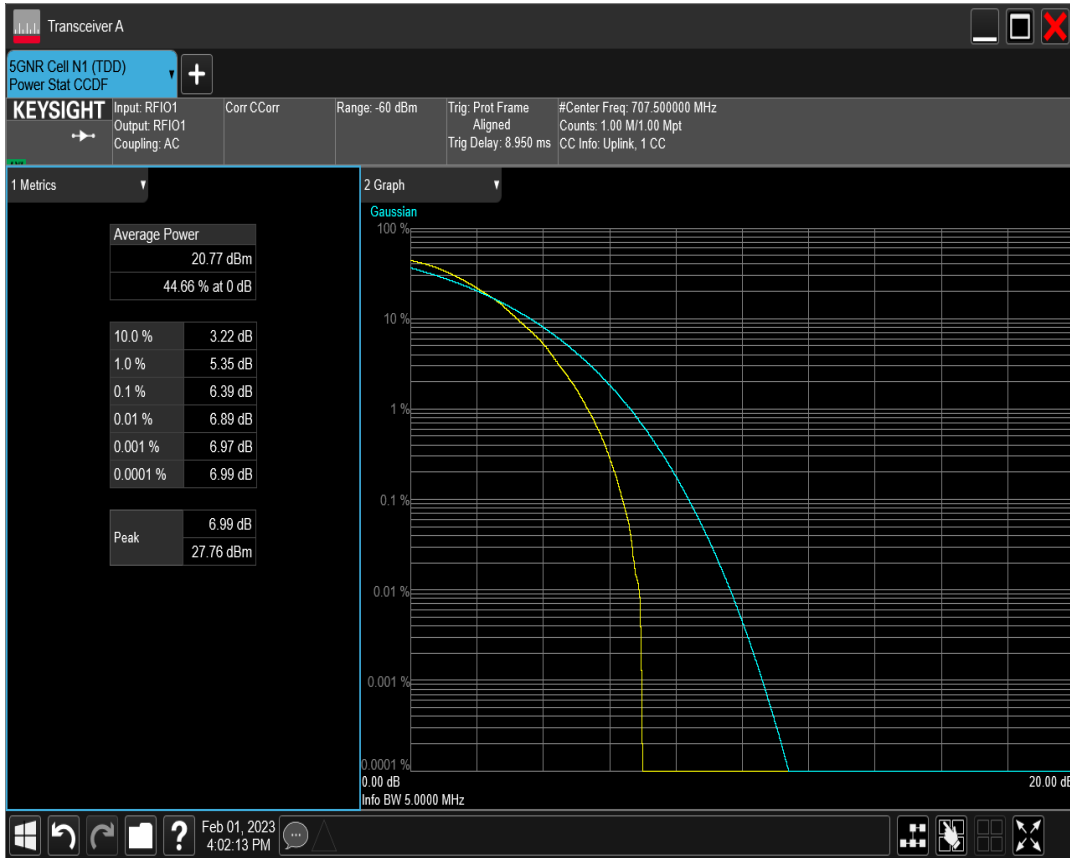 Transceiver A
5GNR Cell N1 (TDD)
Power Stat CCDF
KEYSIGHT
Input: RFIO1
Output: RFIO1
Coupling: AC
Corr CCorr
Range: -60 dBm
Trig: Prot Frame
Aligned
Trig Delay: 8.950 ms
#Center Freq: 707.500000 MHz
Counts: 1.00 M/1.00 Mpt
CC Info: Uplink, 1 CC
1 Metrics
Average Power
20.77 dBm
44.66 % at 0 dB
10.0 % 3.22 dB
1.0 % 5.35 dB
0.1 % 6.39 dB
0.01 % 6.89 dB
0.001 % 6.97 dB
0.0001 % 6.99 dB
Peak 6.99 dB
27.76 dBm
2 Graph
Gaussian
100 %
10 %
1 %
0.1 %
0.01 %
0.001 %
0.0001 %
0.00 dB 20.00 dB
Info BW 5.0000 MHz
Feb 01, 2023
4:02:13 PM